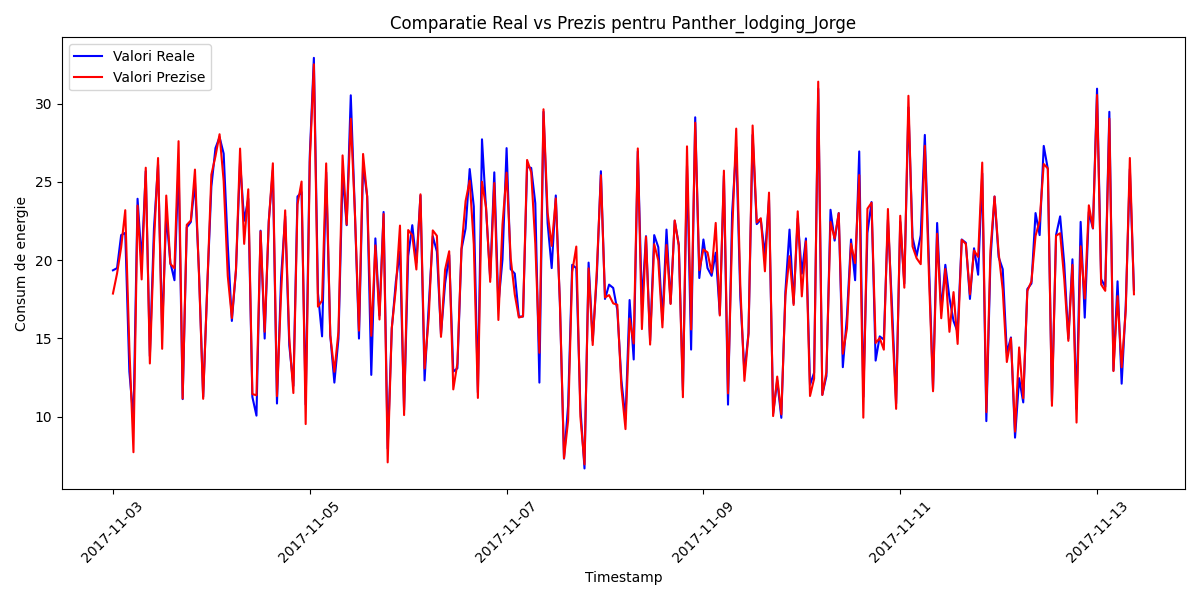 Comparatie Real vs Prezis pentru Panther_lodging_Jorge
Valori Reale
Valori Prezise
Consum de energie
30
25
20
15
10
2017-11-03
2017-11-05
2017-11-07
2017-11-09
2017-11-11
2017-11-13
Timestamp